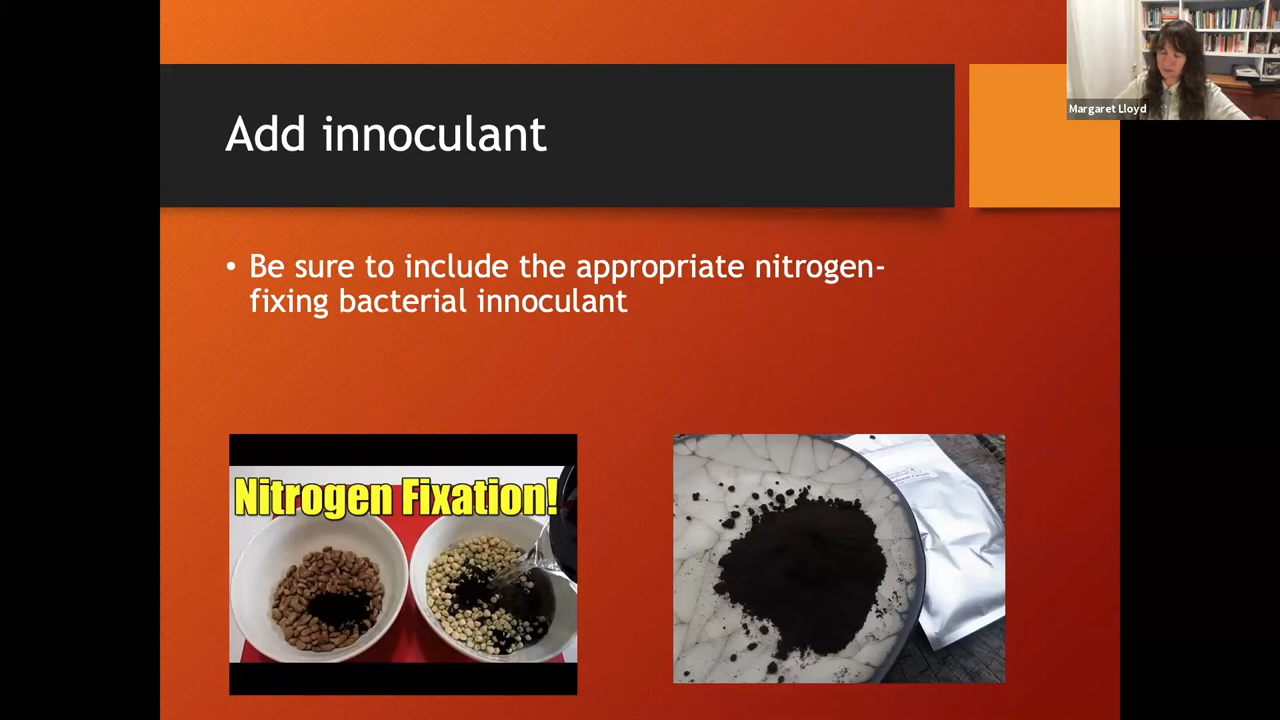 Add innoculant
Margaret Lloyd
• Be sure to include the appropriate nitrogen-
fixing bacterial innoculant
Nitrogen Fixation!